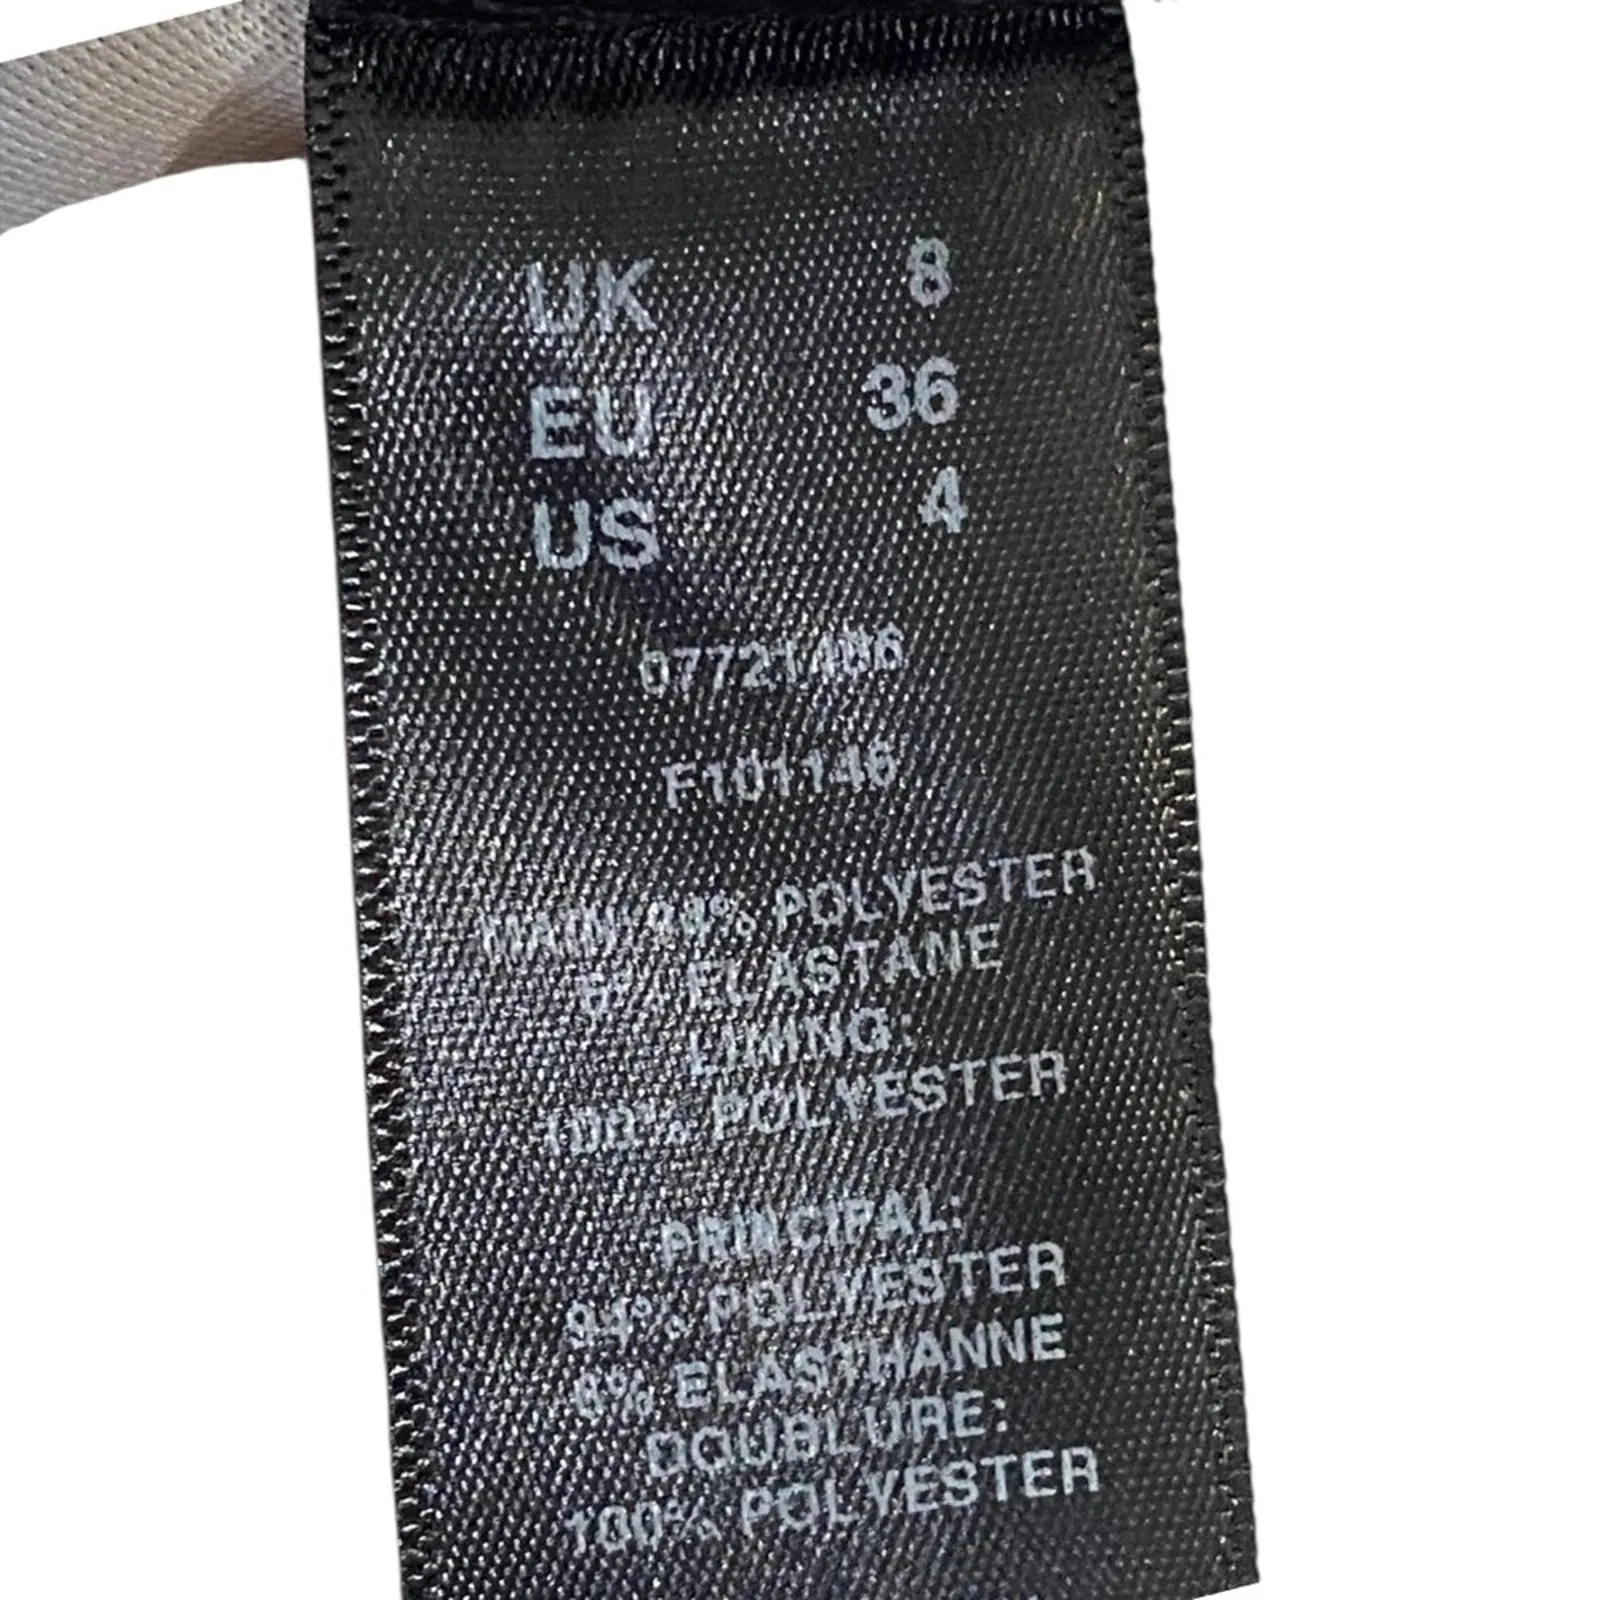 UK 8
EU 36
US 4
07721406
F101146
MAIN: 94% POLYESTER
6% ELASTANE
LINING:
100% POLYESTER
PRINCIPAL:
94% POLYESTER
6% ELASTHANNE
DOUBLURE:
100% POLYESTER